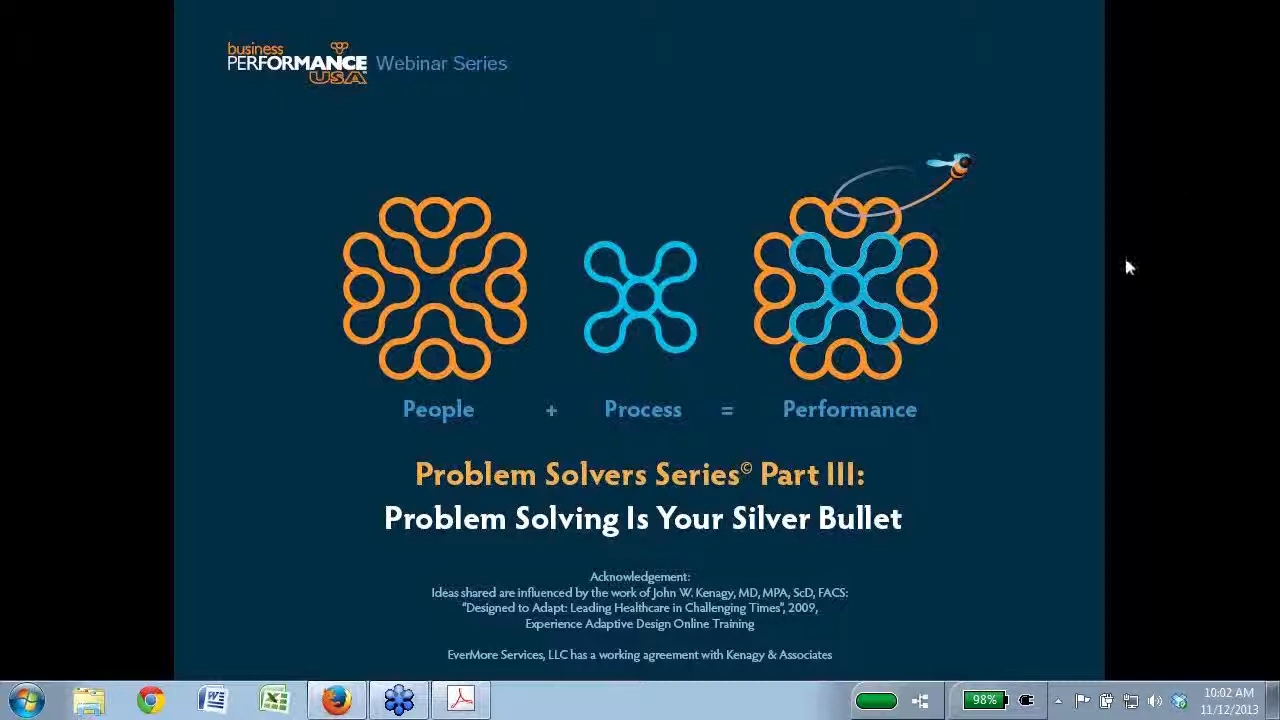 business
PERFORMANCE
USA
Webinar Series
People + Process = Performance
Problem Solvers Series© Part III:
Problem Solving Is Your Silver Bullet
Acknowledgement:
Ideas shared are influenced by the work of John W. Kenagy, MD, MPA, ScD, FACS:
“Designed to Adapt: Leading Healthcare in Challenging Times”, 2009,
Experience Adaptive Design Online Training
EverMore Services, LLC has a working agreement with Kenagy & Associates
98%
10:02 AM
11/12/2013